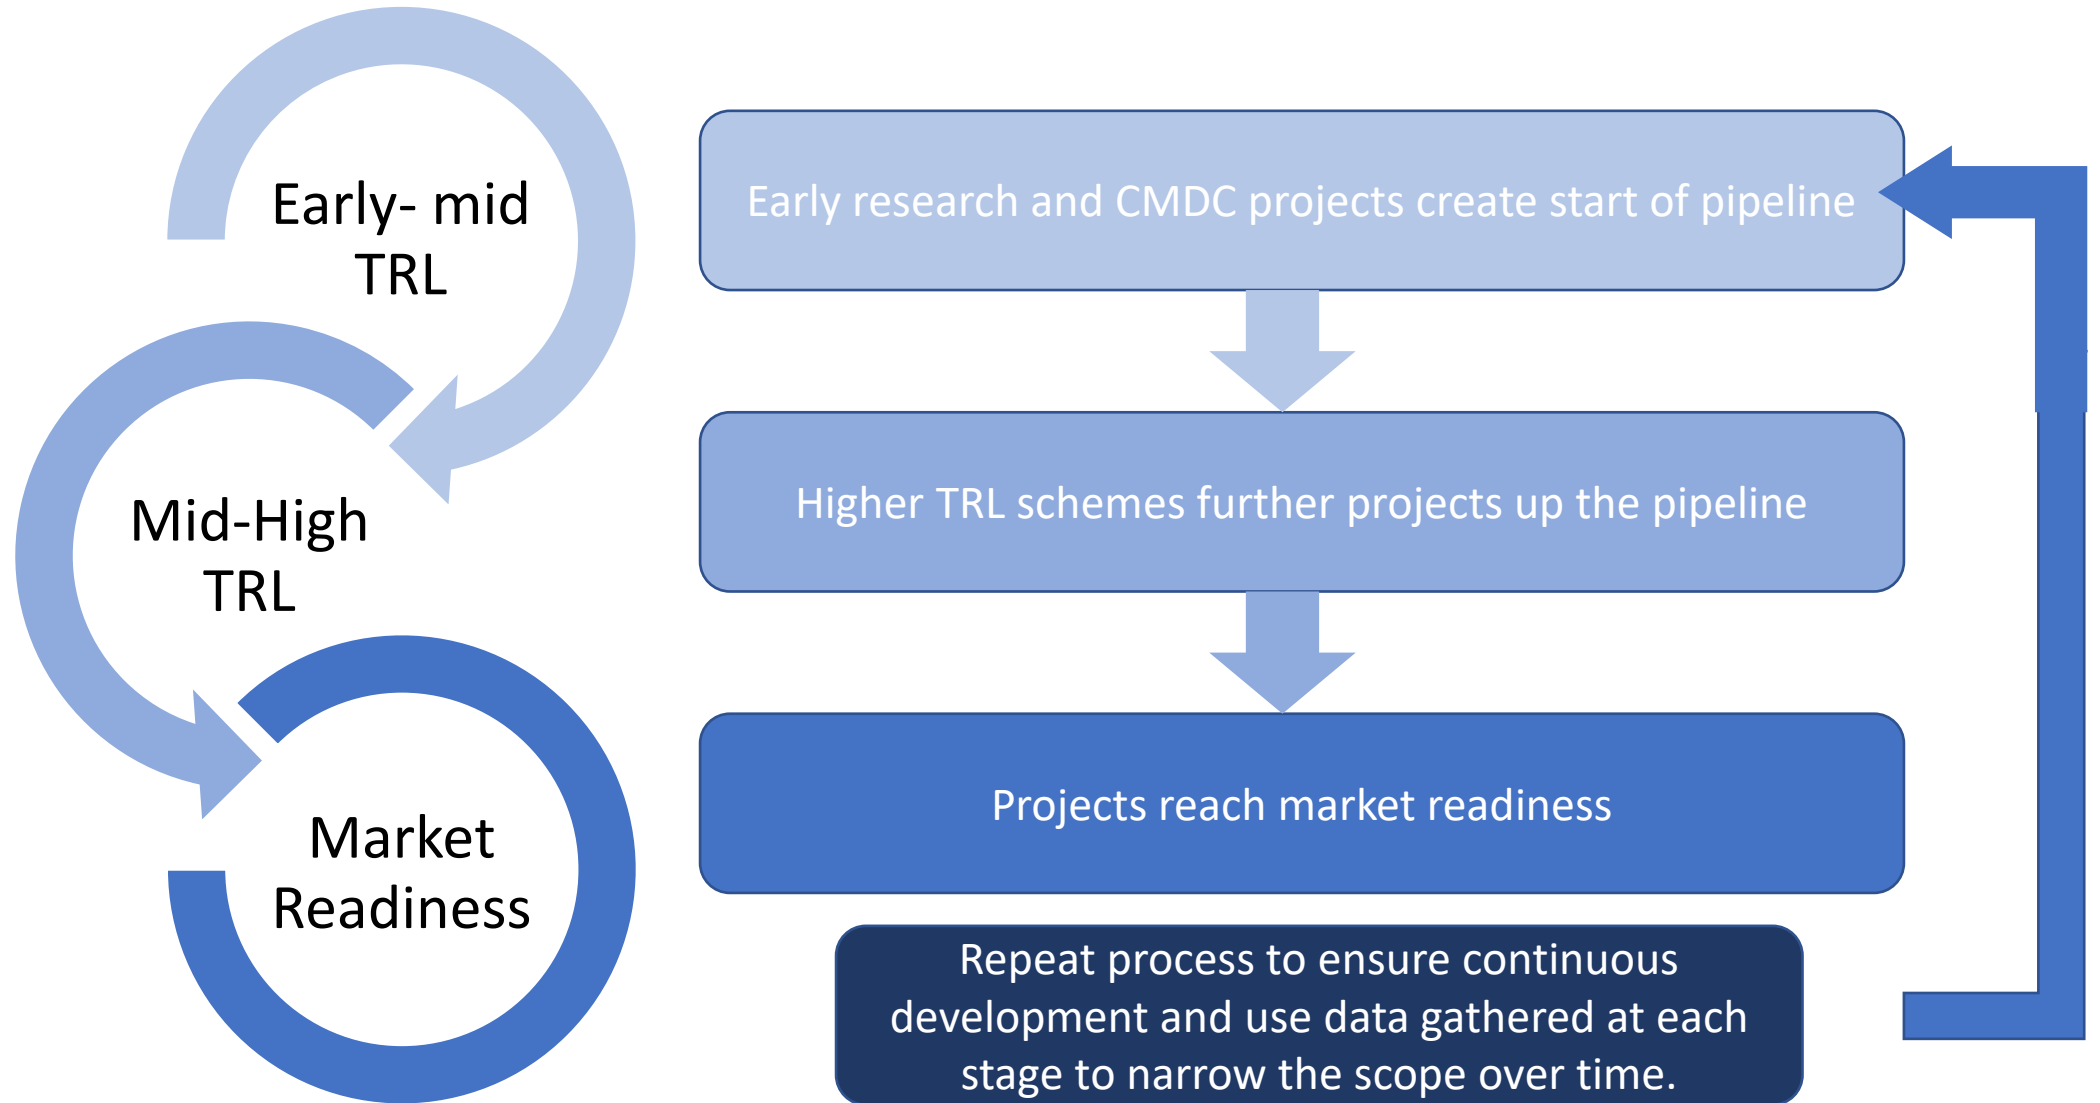 Early- mid
TRL
Early research and CMDC projects create start of pipeline
Mid-High
TRL
Higher TRL schemes further projects up the pipeline
Market
Readiness
Projects reach market readiness
Repeat process to ensure continuous
development and use data gathered at each
stage to narrow the scope over time.